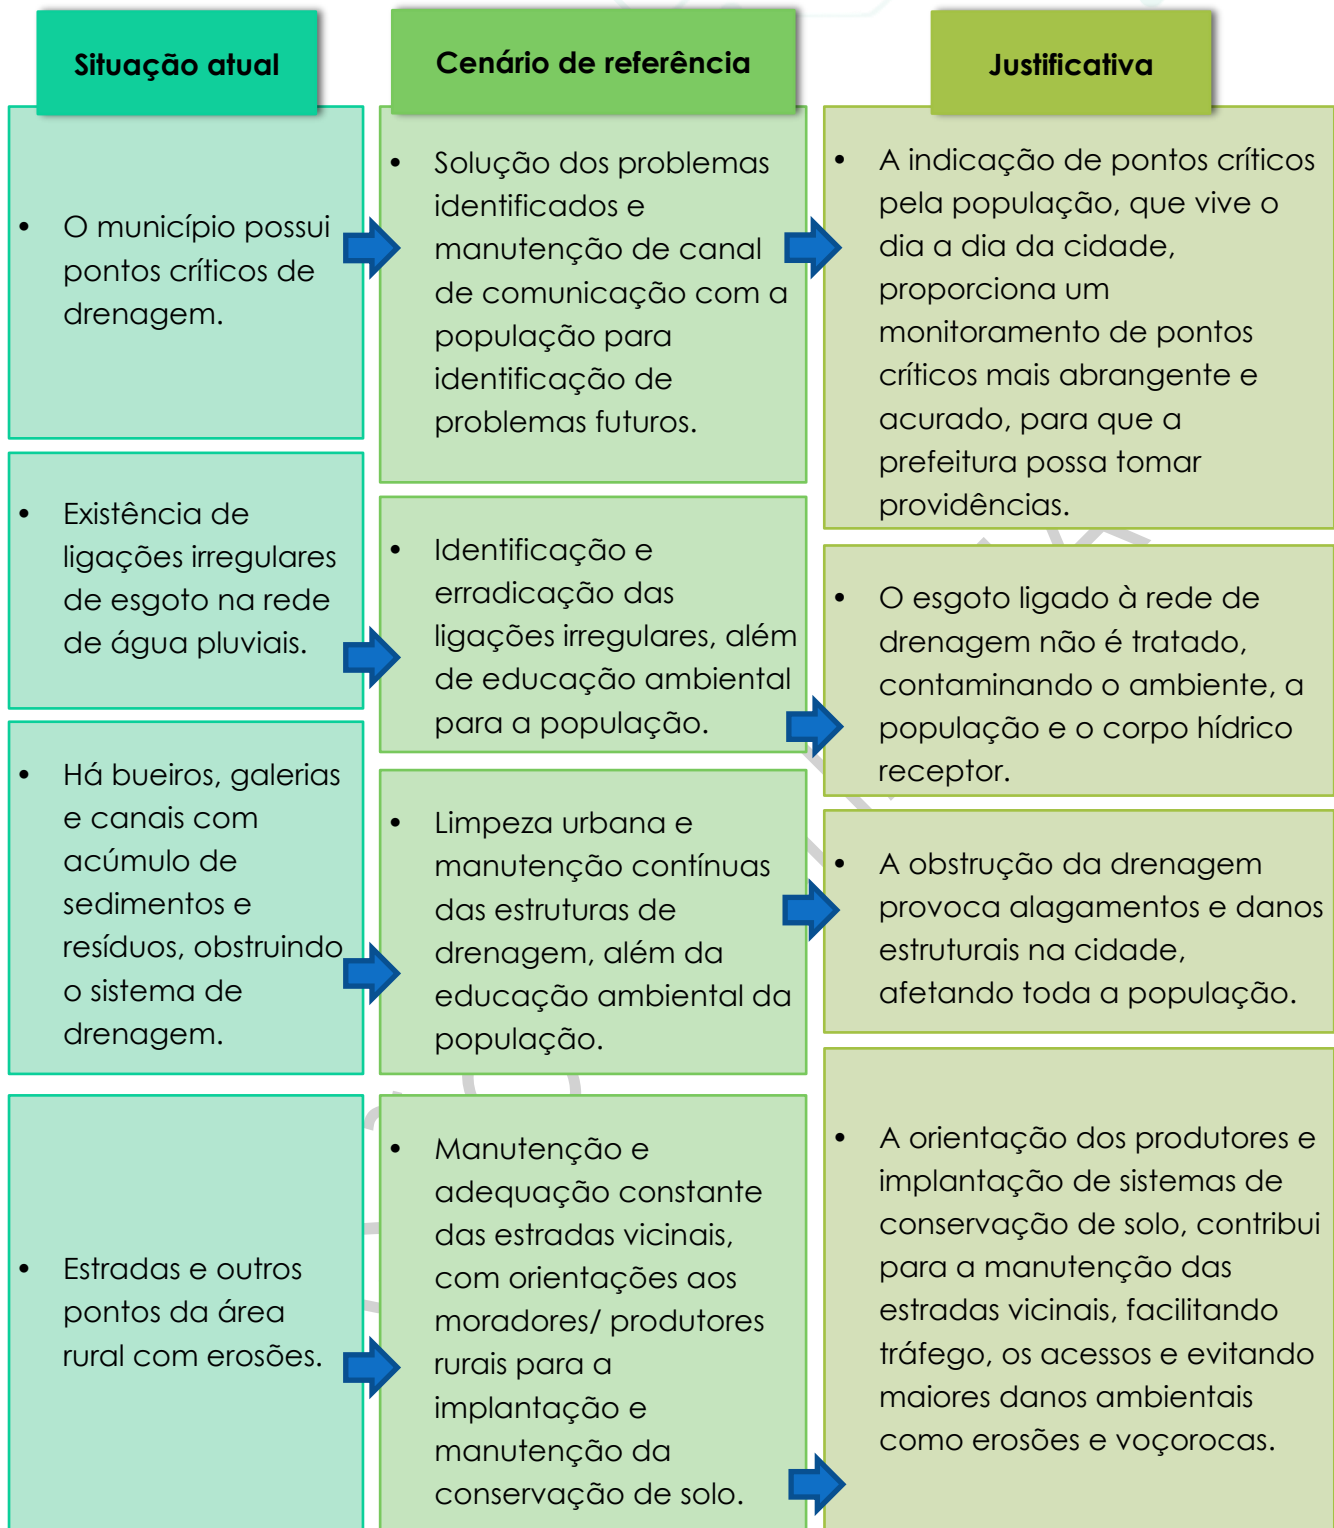 Situação atual
Cenário de referência
Justificativa
• O município possui
pontos críticos de
drenagem.
• Solução dos problemas
identificados e
manutenção de canal
de comunicação com a
população para
identificação de
problemas futuros.
• A indicação de pontos críticos
pela população, que vive o
dia a dia da cidade,
proporciona um
monitoramento de pontos
críticos mais abrangente e
acurado, para que a
prefeitura possa tomar
providências.
• Existência de
ligações irregulares
de esgoto na rede
de água pluviais.
• Identificação e
erradicação das
ligações irregulares, além
de educação ambiental
para a população.
• O esgoto ligado à rede de
drenagem não é tratado,
contaminando o ambiente, a
população e o corpo hídrico
receptor.
• Há bueiros, galerias
e canais com
acúmulo de
sedimentos e
resíduos, obstruindo
o sistema de
drenagem.
• Limpeza urbana e
manutenção contínuas
das estruturas de
drenagem, além da
educação ambiental da
população.
• A obstrução da drenagem
provoca alagamentos e danos
estruturais na cidade,
afetando toda a população.
• Estradas e outros
pontos da área
rural com erosões.
• Manutenção e
adequação constante
das estradas vicinais,
com orientações aos
moradores/ produtores
rurais para a
implantação e
manutenção da
conservação de solo.
• A orientação dos produtores e
implantação de sistemas de
conservação de solo, contribui
para a manutenção das
estradas vicinais, facilitando
tráfego, os acessos e evitando
maiores danos ambientais
como erosões e voçorocas.